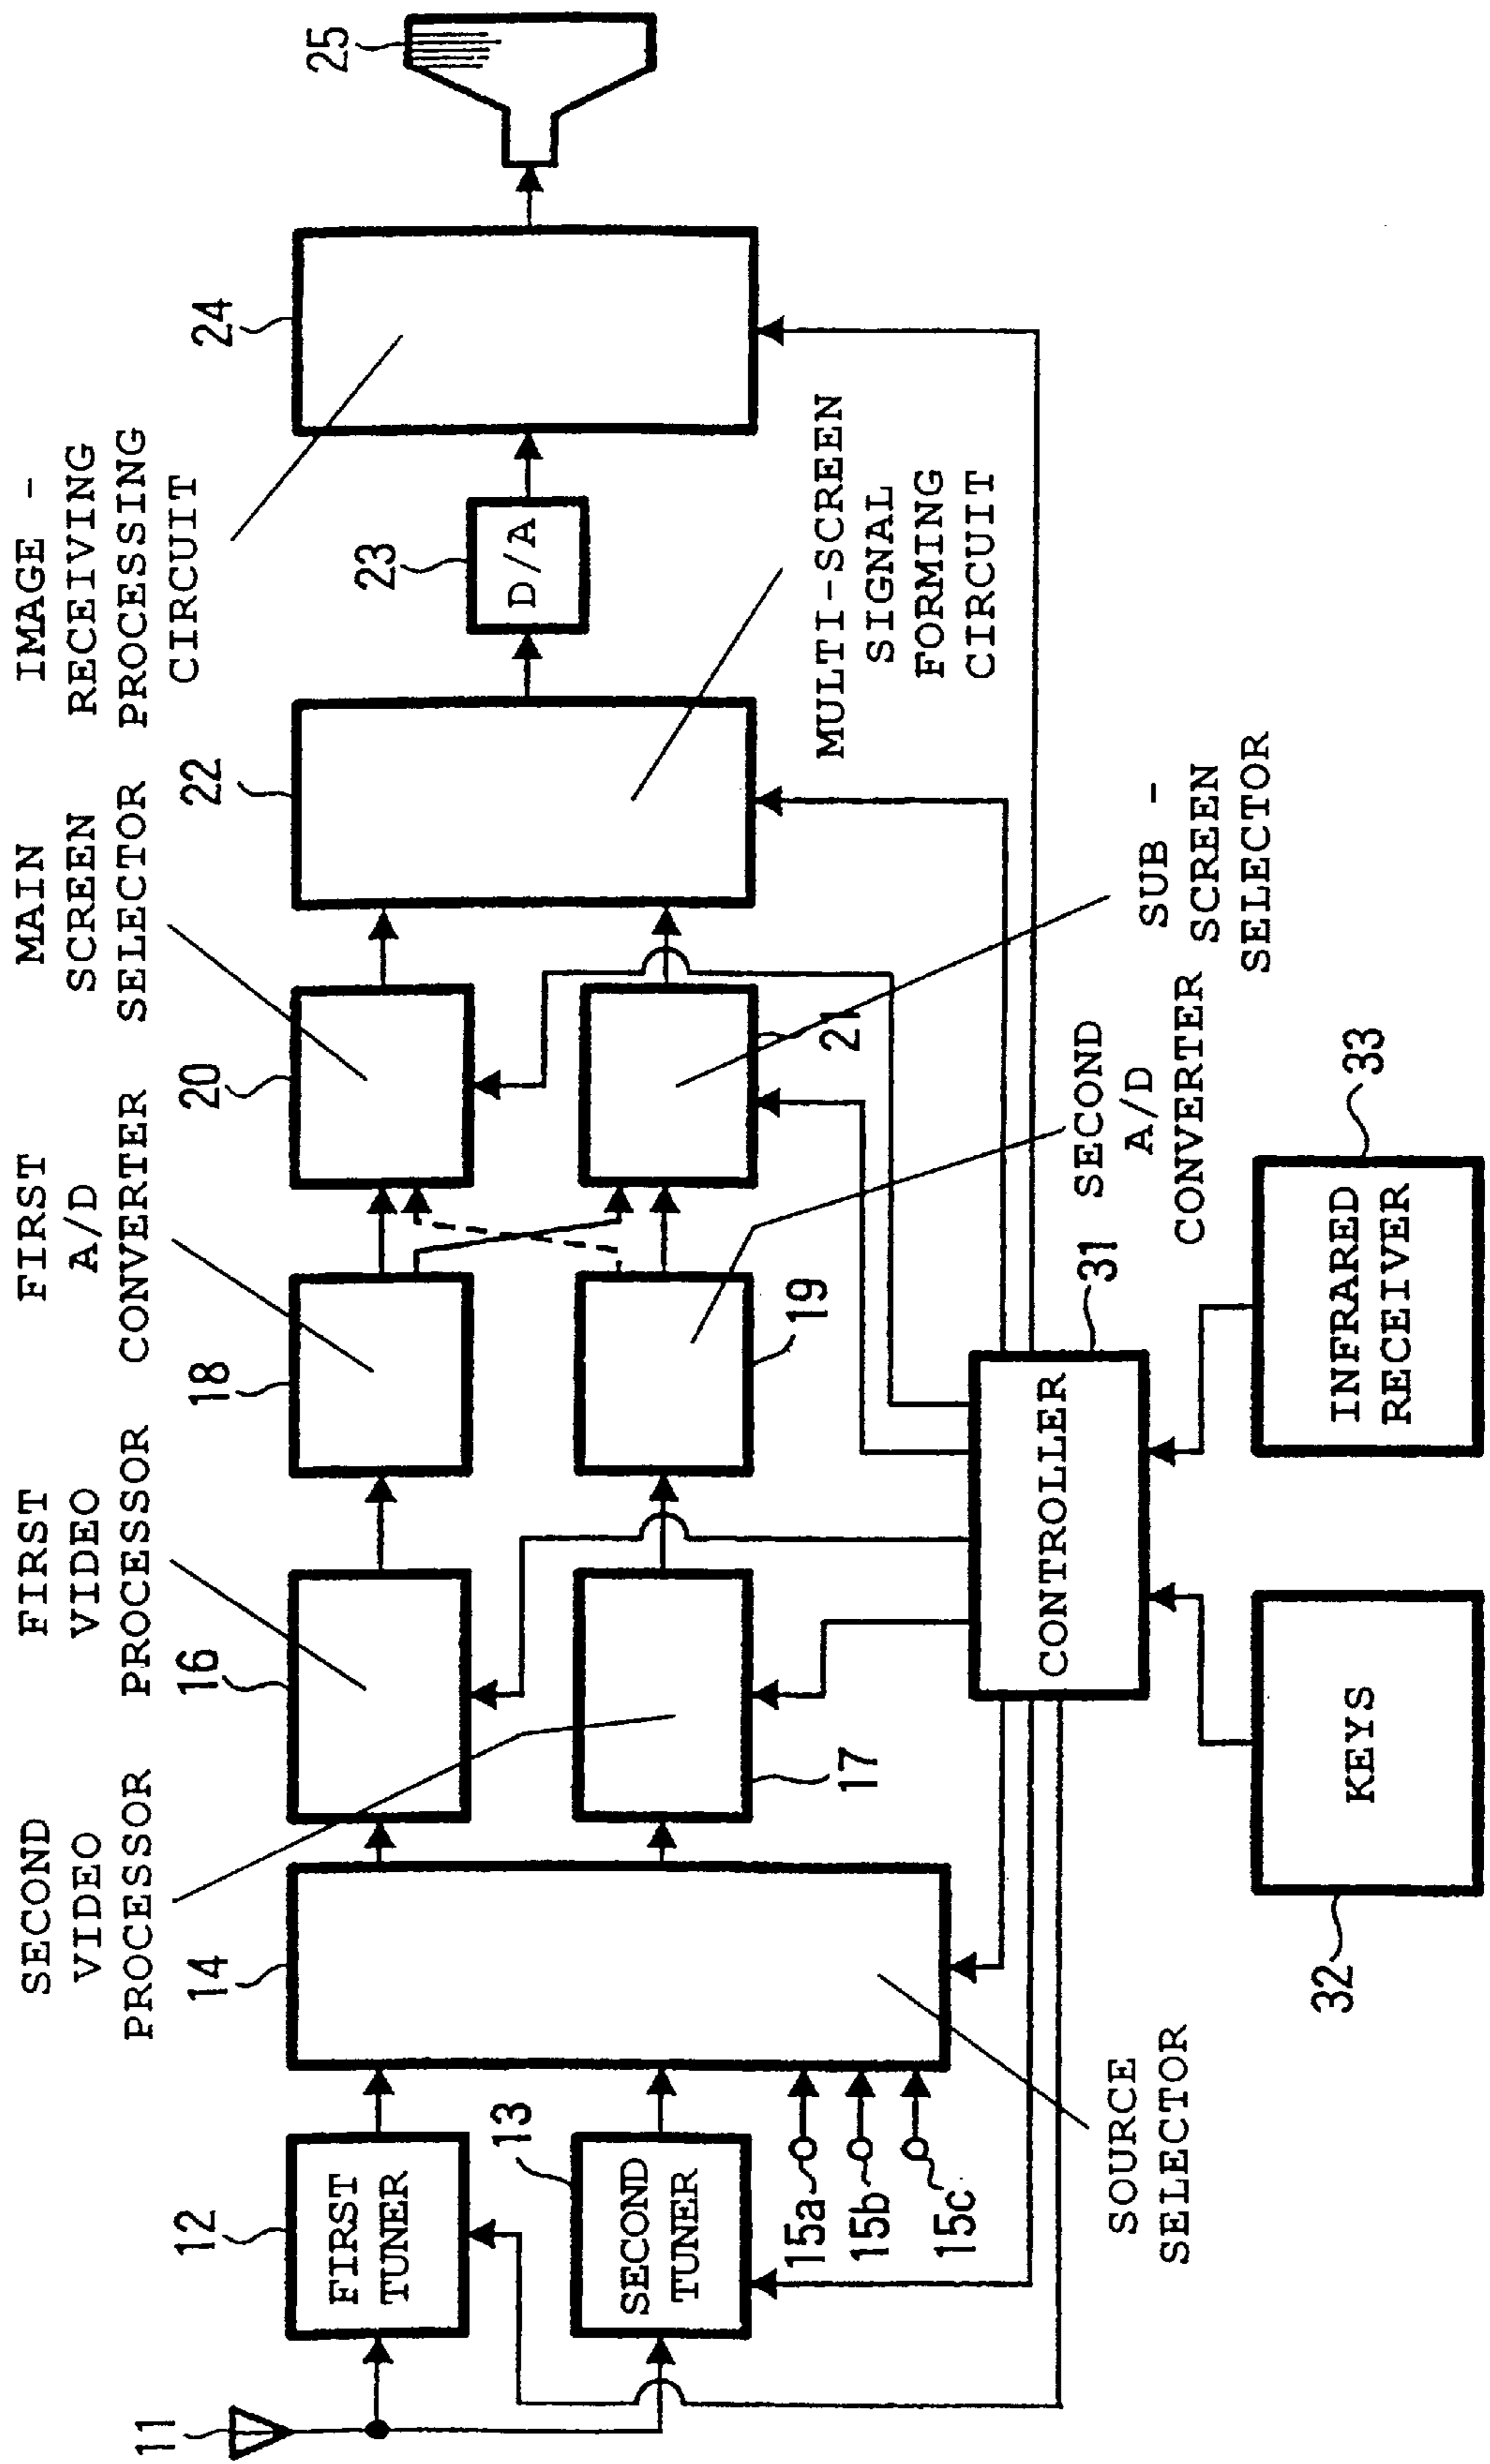 SECOND
VIDEO
PROCESSOR
FIRST
VIDEO
PROCESSOR
FIRST
A/D
CONVERTER
MAIN
SCREEN
SELECTOR
IMAGE -
RECEIVING
PROCESSING
CIRCUIT
11
12
FIRST
TUNER
13
SECOND
TUNER
14
15a
15b
15c
SOURCE
SELECTOR
16
17
18
19
20
21
22
23
D/A
24
25
MULTI-SCREEN
SIGNAL
FORMING
CIRCUIT
SUB -
SCREEN
SELECTOR
SECOND
A/D
CONVERTER
31
CONTROLLER
32
KEYS
33
INFRARED
RECEIVER